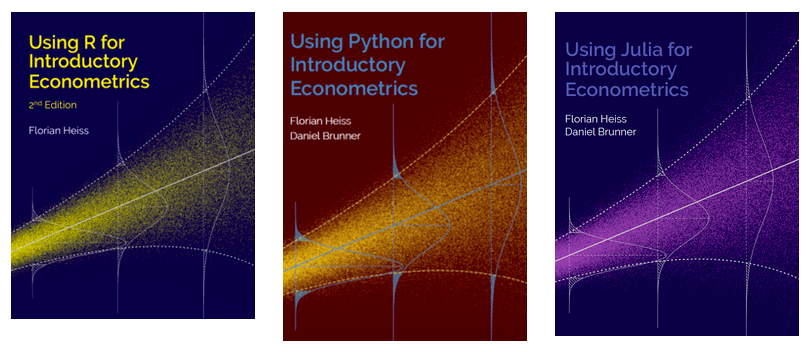 Using R for
Introductory
Econometrics
2nd Edition
Florian Heiss
Using Python for
Introductory
Econometrics
Florian Heiss
Daniel Brunner
Using Julia for
Introductory
Econometrics
Florian Heiss
Daniel Brunner